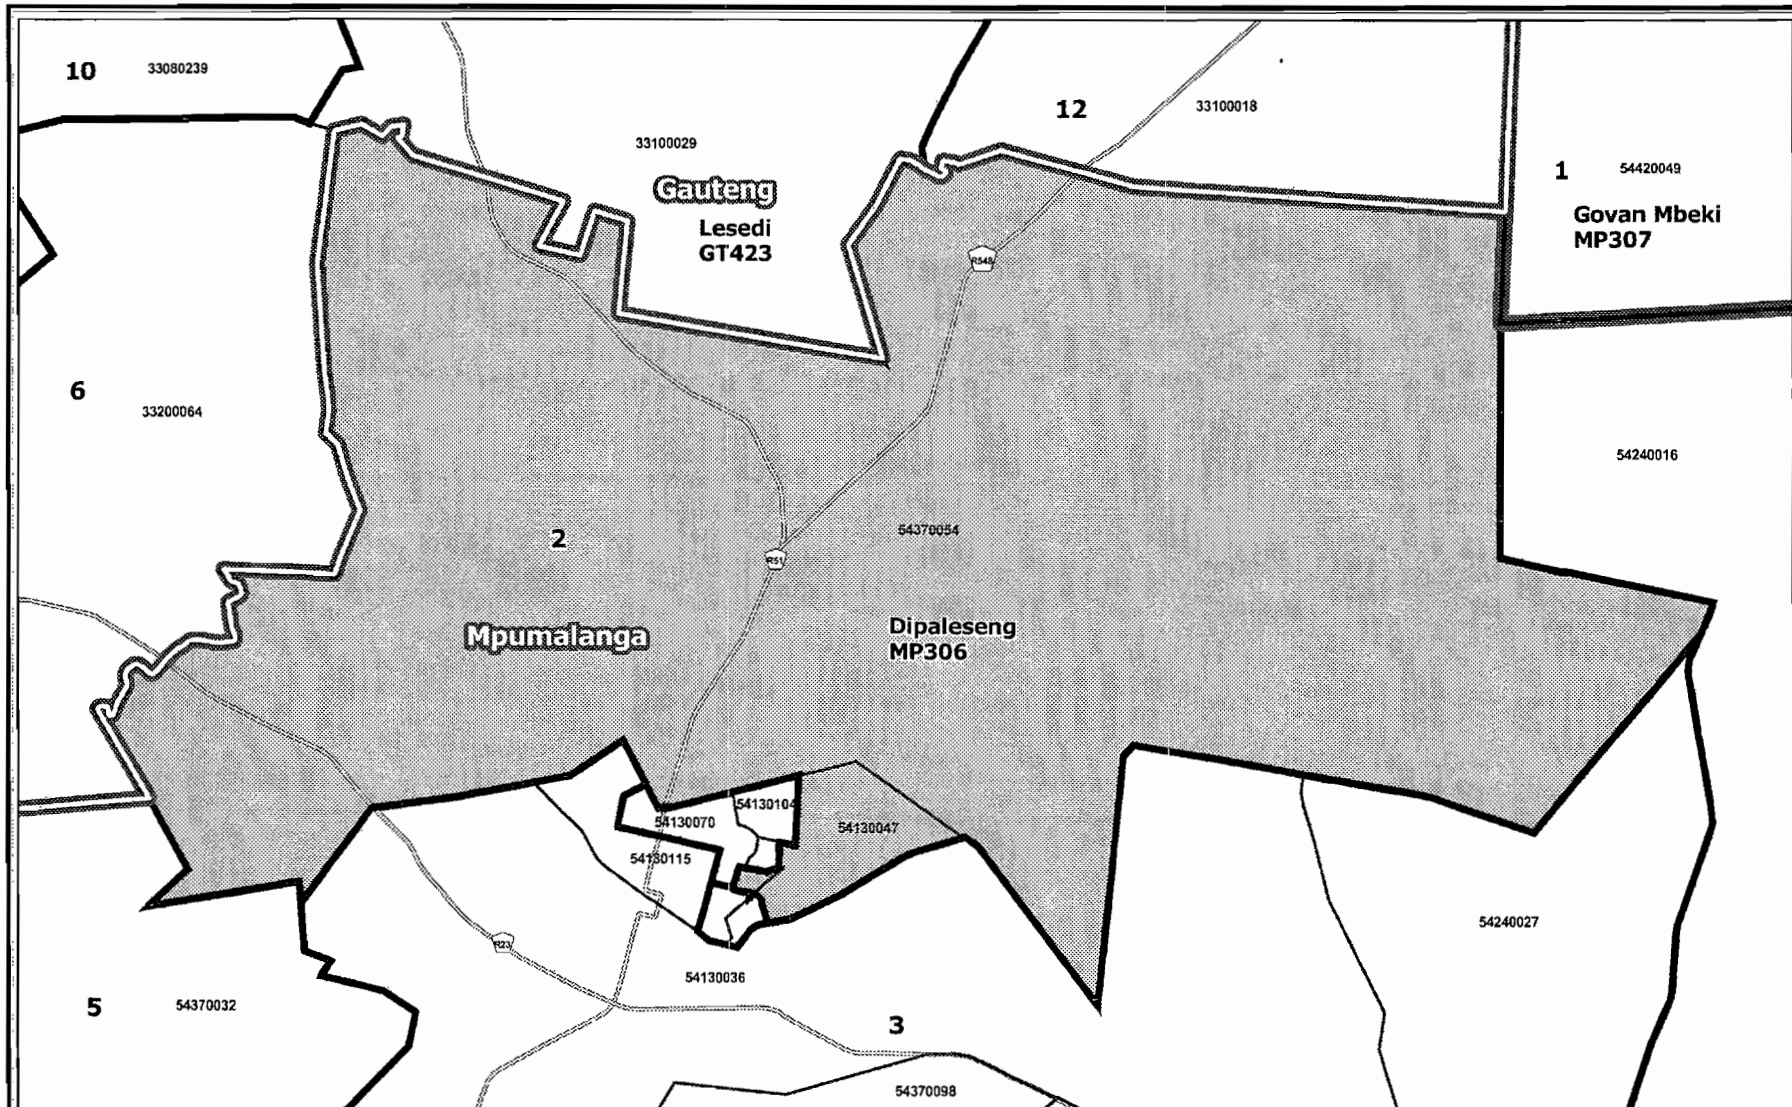 10
33080239
12
33100018
33100029
1
54420049
Gauteng
Lesedi
GT423
Govan Mbeki
MP307
R548
6
33200064
54240016
2
54370054
R51
Mpumalanga
Dipaleseng
MP306
54130104
54130070
54130047
54130115
54240027
R23
54130036
5
54370032
3
54370098